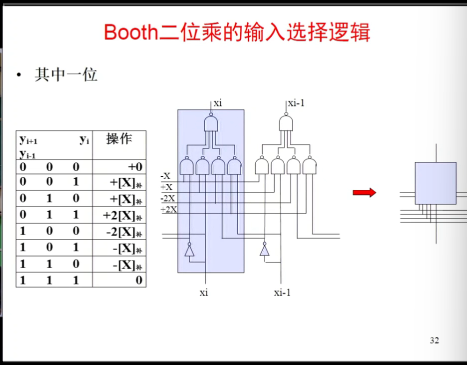 Booth二位乘的输入选择逻辑
• 其中一位
yi+1 yi 操作
yi-1
0 0 0 +0
0 0 1 +[X]补
0 1 0 +[X]补
0 1 1 +2[X]补
1 0 0 -2[X]补
1 0 1 -[X]补
1 1 0 -[X]补
1 1 1 0
xi xi-1
-X
+X
-2X
+2X
xi xi-1
32